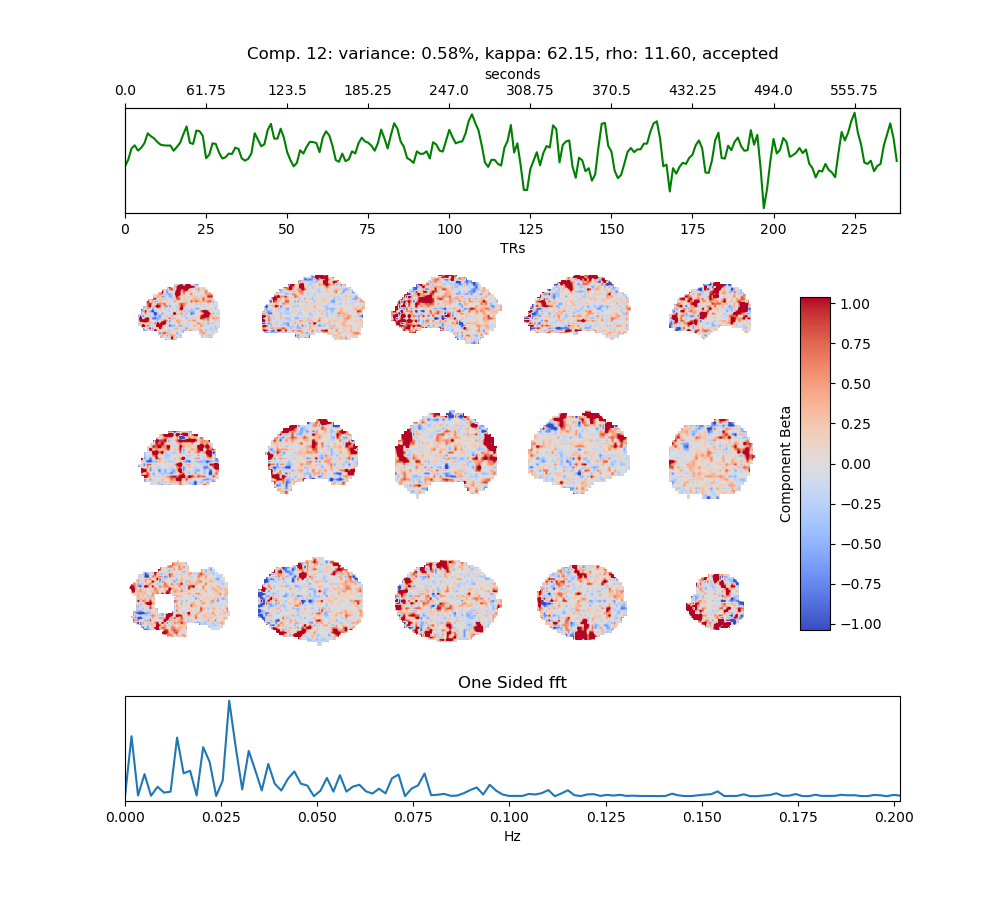 Comp. 12: variance: 0.58%, kappa: 62.15, rho: 11.60, accepted
seconds
0.0 61.75 123.5 185.25 247.0 308.75 370.5 432.25 494.0 555.75
0 25 50 75 100 125 150 175 200 225
TRs
1.00
0.75
0.50
0.25
0.00
−0.25
−0.50
−0.75
−1.00
Component Beta
One Sided fft
0.000 0.025 0.050 0.075 0.100 0.125 0.150 0.175 0.200
Hz